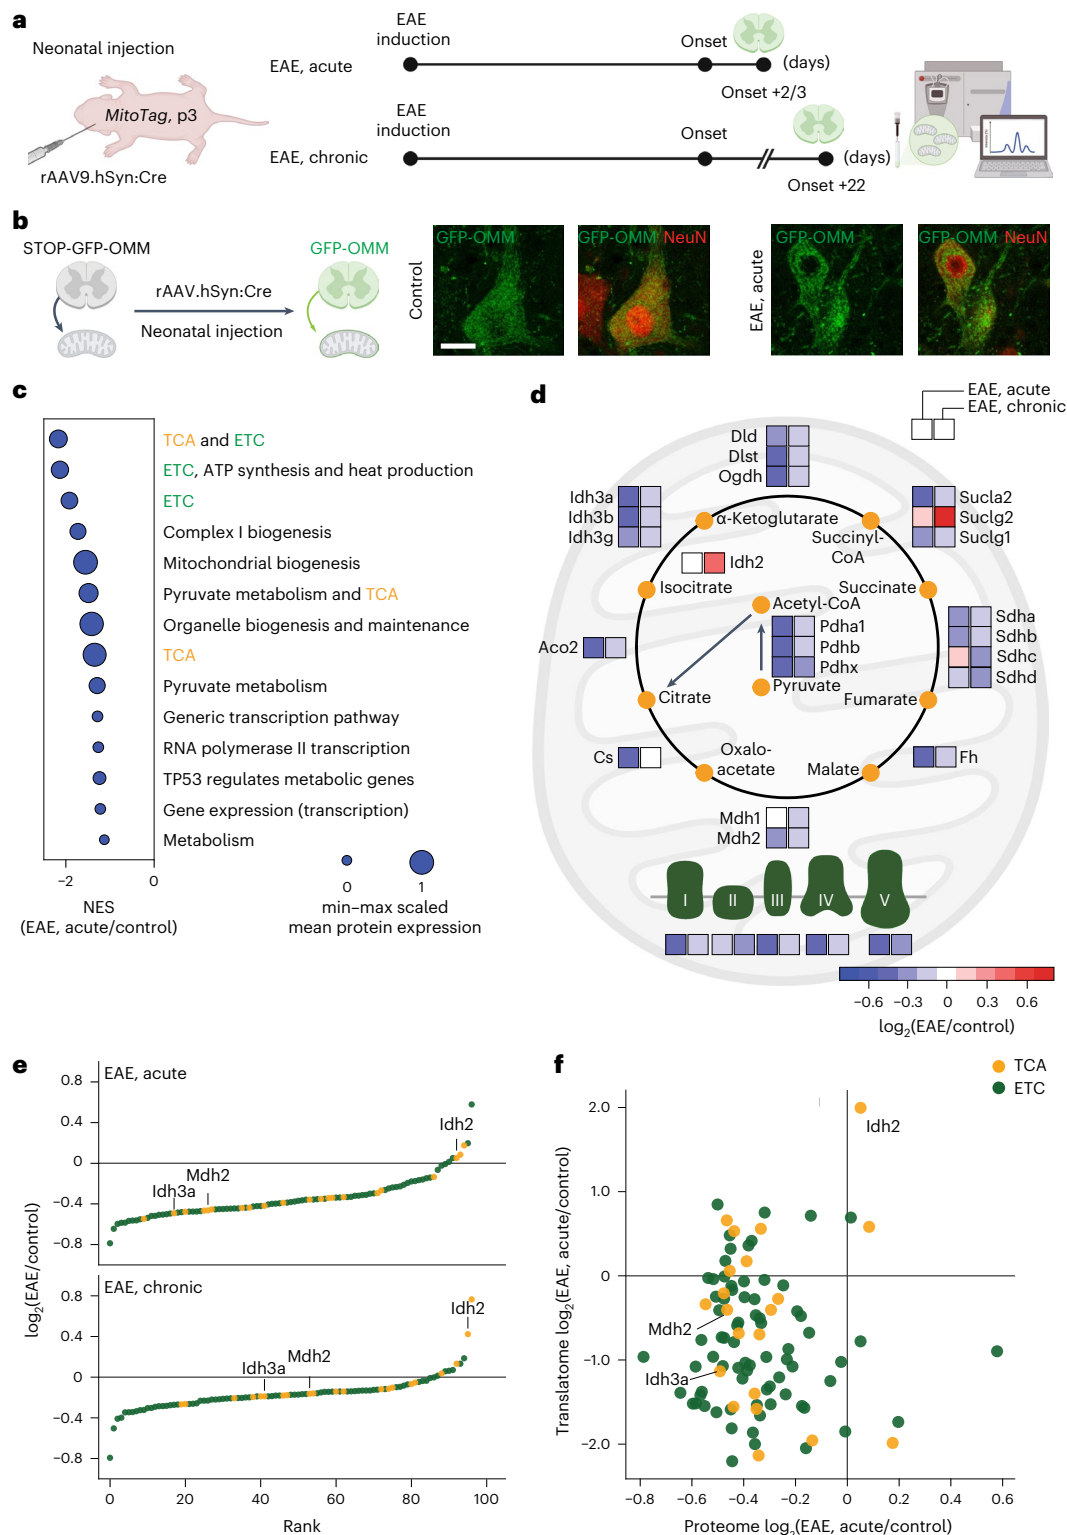 a
Neonatal injection
MitoTag, p3
rAAV9.hSyn:Cre
EAE, acute
EAE
induction
Onset
(days)
Onset +2/3
EAE, chronic
EAE
induction
Onset
(days)
Onset +22
b
STOP-GFP-OMM
GFP-OMM
rAAV.hSyn:Cre
Neonatal injection
Control
GFP-OMM
GFP-OMM NeuN
EAE, acute
GFP-OMM
GFP-OMM NeuN
c
TCA and ETC
ETC, ATP synthesis and heat production
ETC
Complex I biogenesis
Mitochondrial biogenesis
Pyruvate metabolism and TCA
Organelle biogenesis and maintenance
TCA
Pyruvate metabolism
Generic transcription pathway
RNA polymerase II transcription
TP53 regulates metabolic genes
Gene expression (transcription)
Metabolism
−2 0
NES
(EAE, acute/control)
0 1
min–max scaled
mean protein expression
d
EAE, acute
EAE, chronic
Dld
Dlst
Ogdh
Idh3a
Idh3b
Idh3g
α-Ketoglutarate
Succinyl-
CoA
Sucla2
Suclg2
Suclg1
Idh2
Isocitrate
Succinate
Acetyl-CoA
Pdha1
Pdhb
Pdhx
Pyruvate
Aco2
Sdha
Sdhb
Sdhc
Sdhd
Citrate
Fumarate
Cs
Oxalo-
acetate
Malate
Fh
Mdh1
Mdh2
I II III IV V
−0.6 −0.3 0 0.3 0.6
log2(EAE/control)
e
EAE, acute
0.8
0.4
0
−0.4
−0.8
Idh2
Mdh2
Idh3a
EAE, chronic
0.8
0.4
0
−0.4
−0.8
Idh2
Mdh2
Idh3a
log2(EAE/control)
0 20 40 60 80 100
Rank
f
TCA
ETC
2.0
1.0
0
−1.0
−2.0
Idh2
Mdh2
Idh3a
Translatome log2(EAE, acute/control)
−0.8 −0.6 −0.4 −0.2 0 0.2 0.4 0.6
Proteome log2(EAE, acute/control)